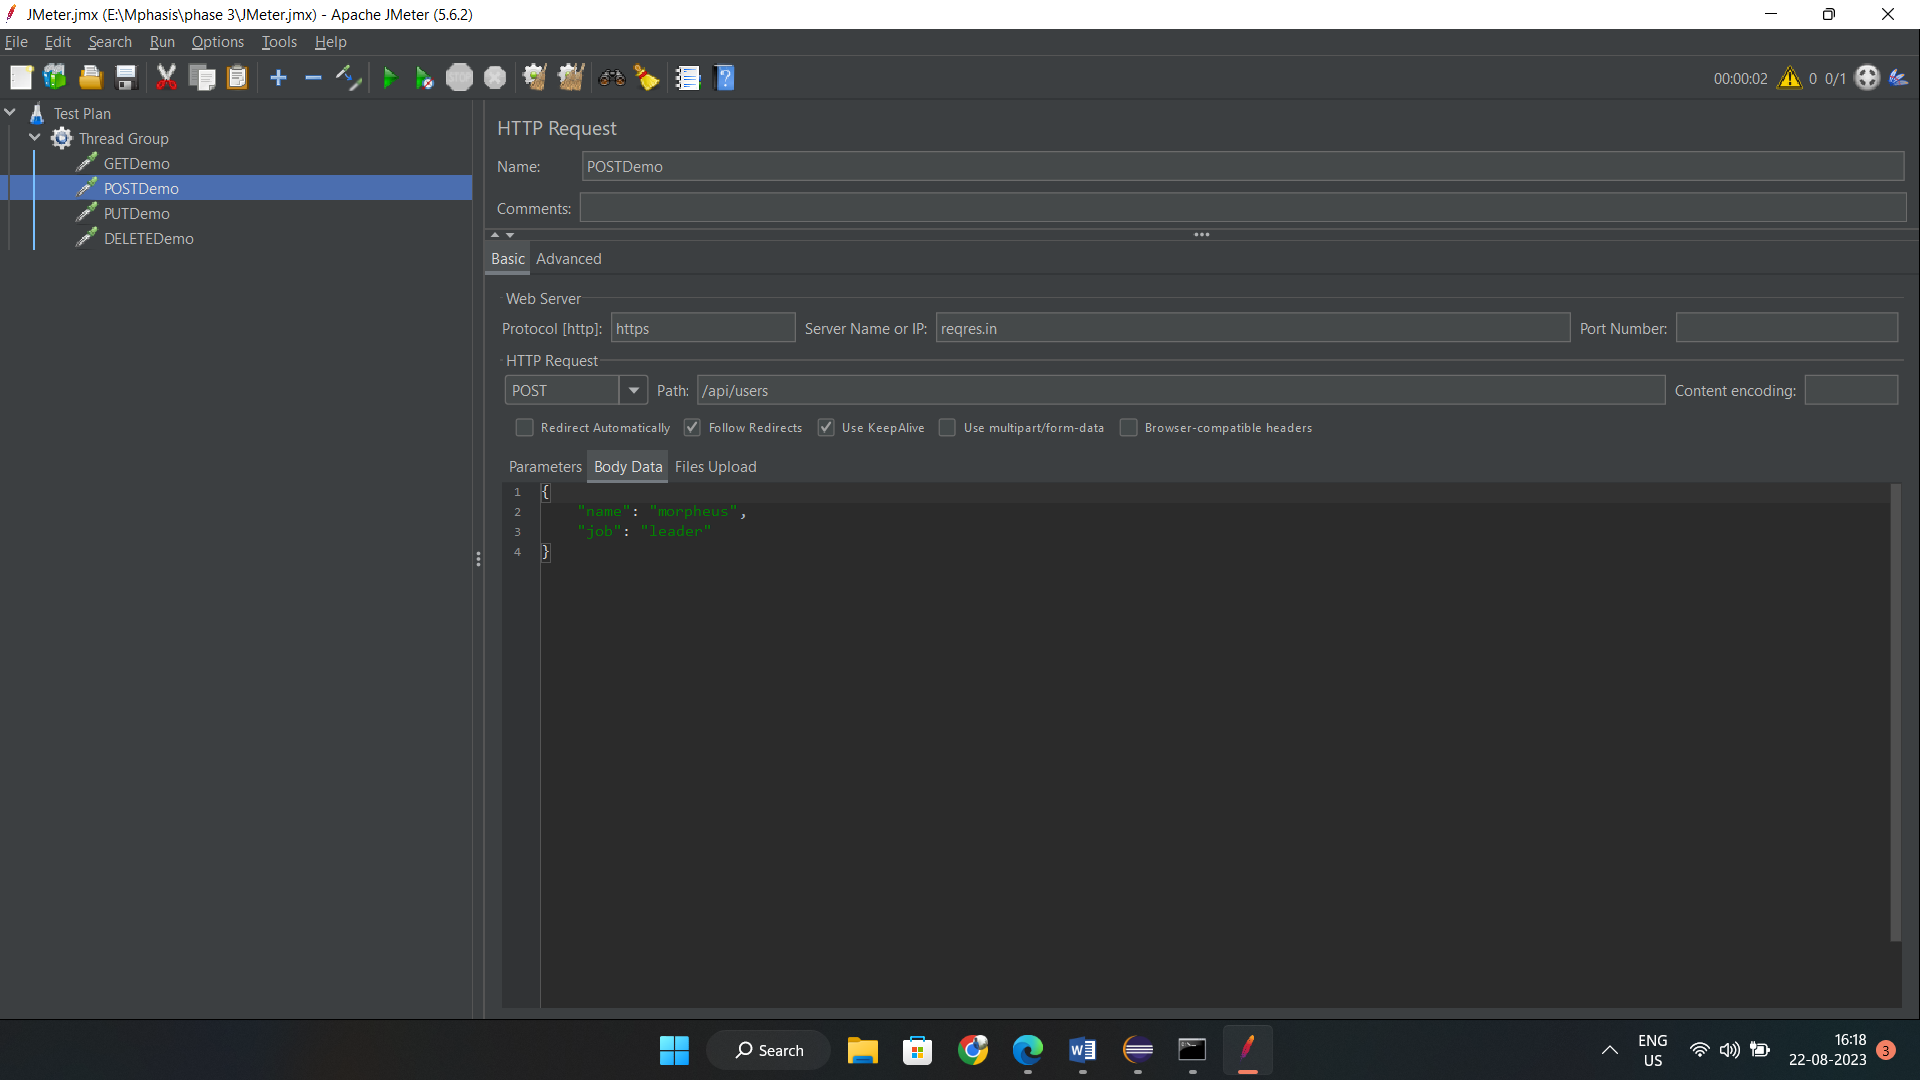 JMeter.jmx (E:\Mphasis\phase 3\JMeter.jmx) - Apache JMeter (5.6.2)
File Edit Search Run Options Tools Help
STOP
00:00:02 0 0/1
Test Plan
Thread Group
GETDemo
POSTDemo
PUTDemo
DELETEDemo
HTTP Request
Name: POSTDemo
Comments:
Basic Advanced
Web Server
Protocol [http]: https Server Name or IP: reqres.in Port Number:
HTTP Request
POST Path: /api/users Content encoding:
Redirect Automatically Follow Redirects Use KeepAlive Use multipart/form-data Browser-compatible headers
Parameters Body Data Files Upload
1 {
2 "name": "morpheus",
3 "job": "leader"
4 }
Search
ENG
US
16:18
22-08-2023
3